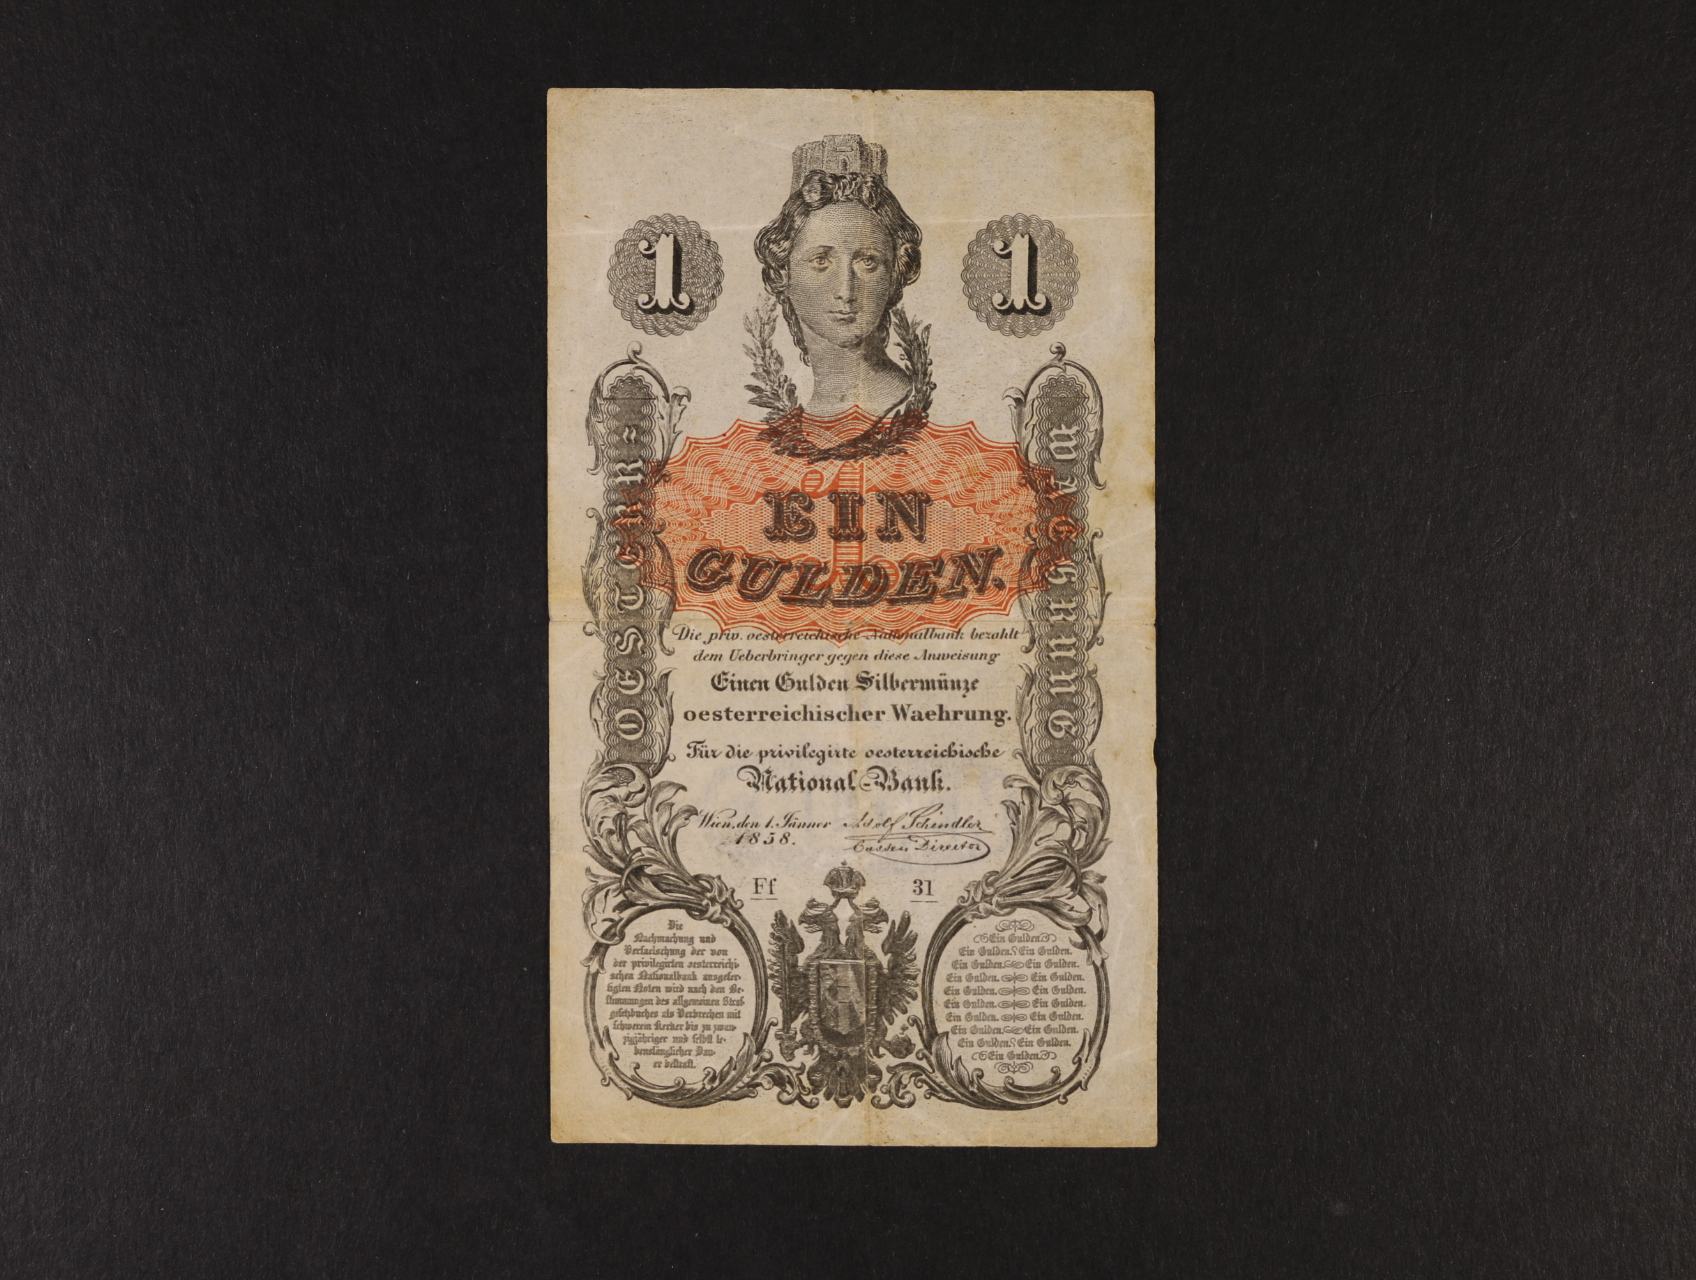 1 1
OESTERR= WAEHRUNG
1
EIN
GULDEN.
Die priv. oesterreichische Nationalbank bezahlt
dem Ueberbringer gegen diese Anweisung
Einen Gulden Silbermünze
oesterreichischer Waehrung.
Für die privilegirte oesterreichische
National-Bank.
Wien, den 1. Jänner
1858.
Adolf Schindler
Cassen Director
Ff 31
Die
Nachmachung und
Verfaelschung der von
der privilegirten oesterreichi-
schen Nationalbank ausgefer-
tigten Noten wird nach den Be-
stimmungen des allgemeinen Straf-
gesetzbuches als Verbrechen mit
schwerem Kerker bis zu zwan-
zigjähriger und selbst le-
benslänglicher Dau-
er bestraft.
Ein Gulden.
Ein Gulden. Ein Gulden.
Ein Gulden. Ein Gulden.
Ein Gulden. Ein Gulden.
Ein Gulden. Ein Gulden.
Ein Gulden. Ein Gulden.
Ein Gulden. Ein Gulden.
Ein Gulden. Ein Gulden.
Ein Gulden. Ein Gulden.
Ein Gulden.